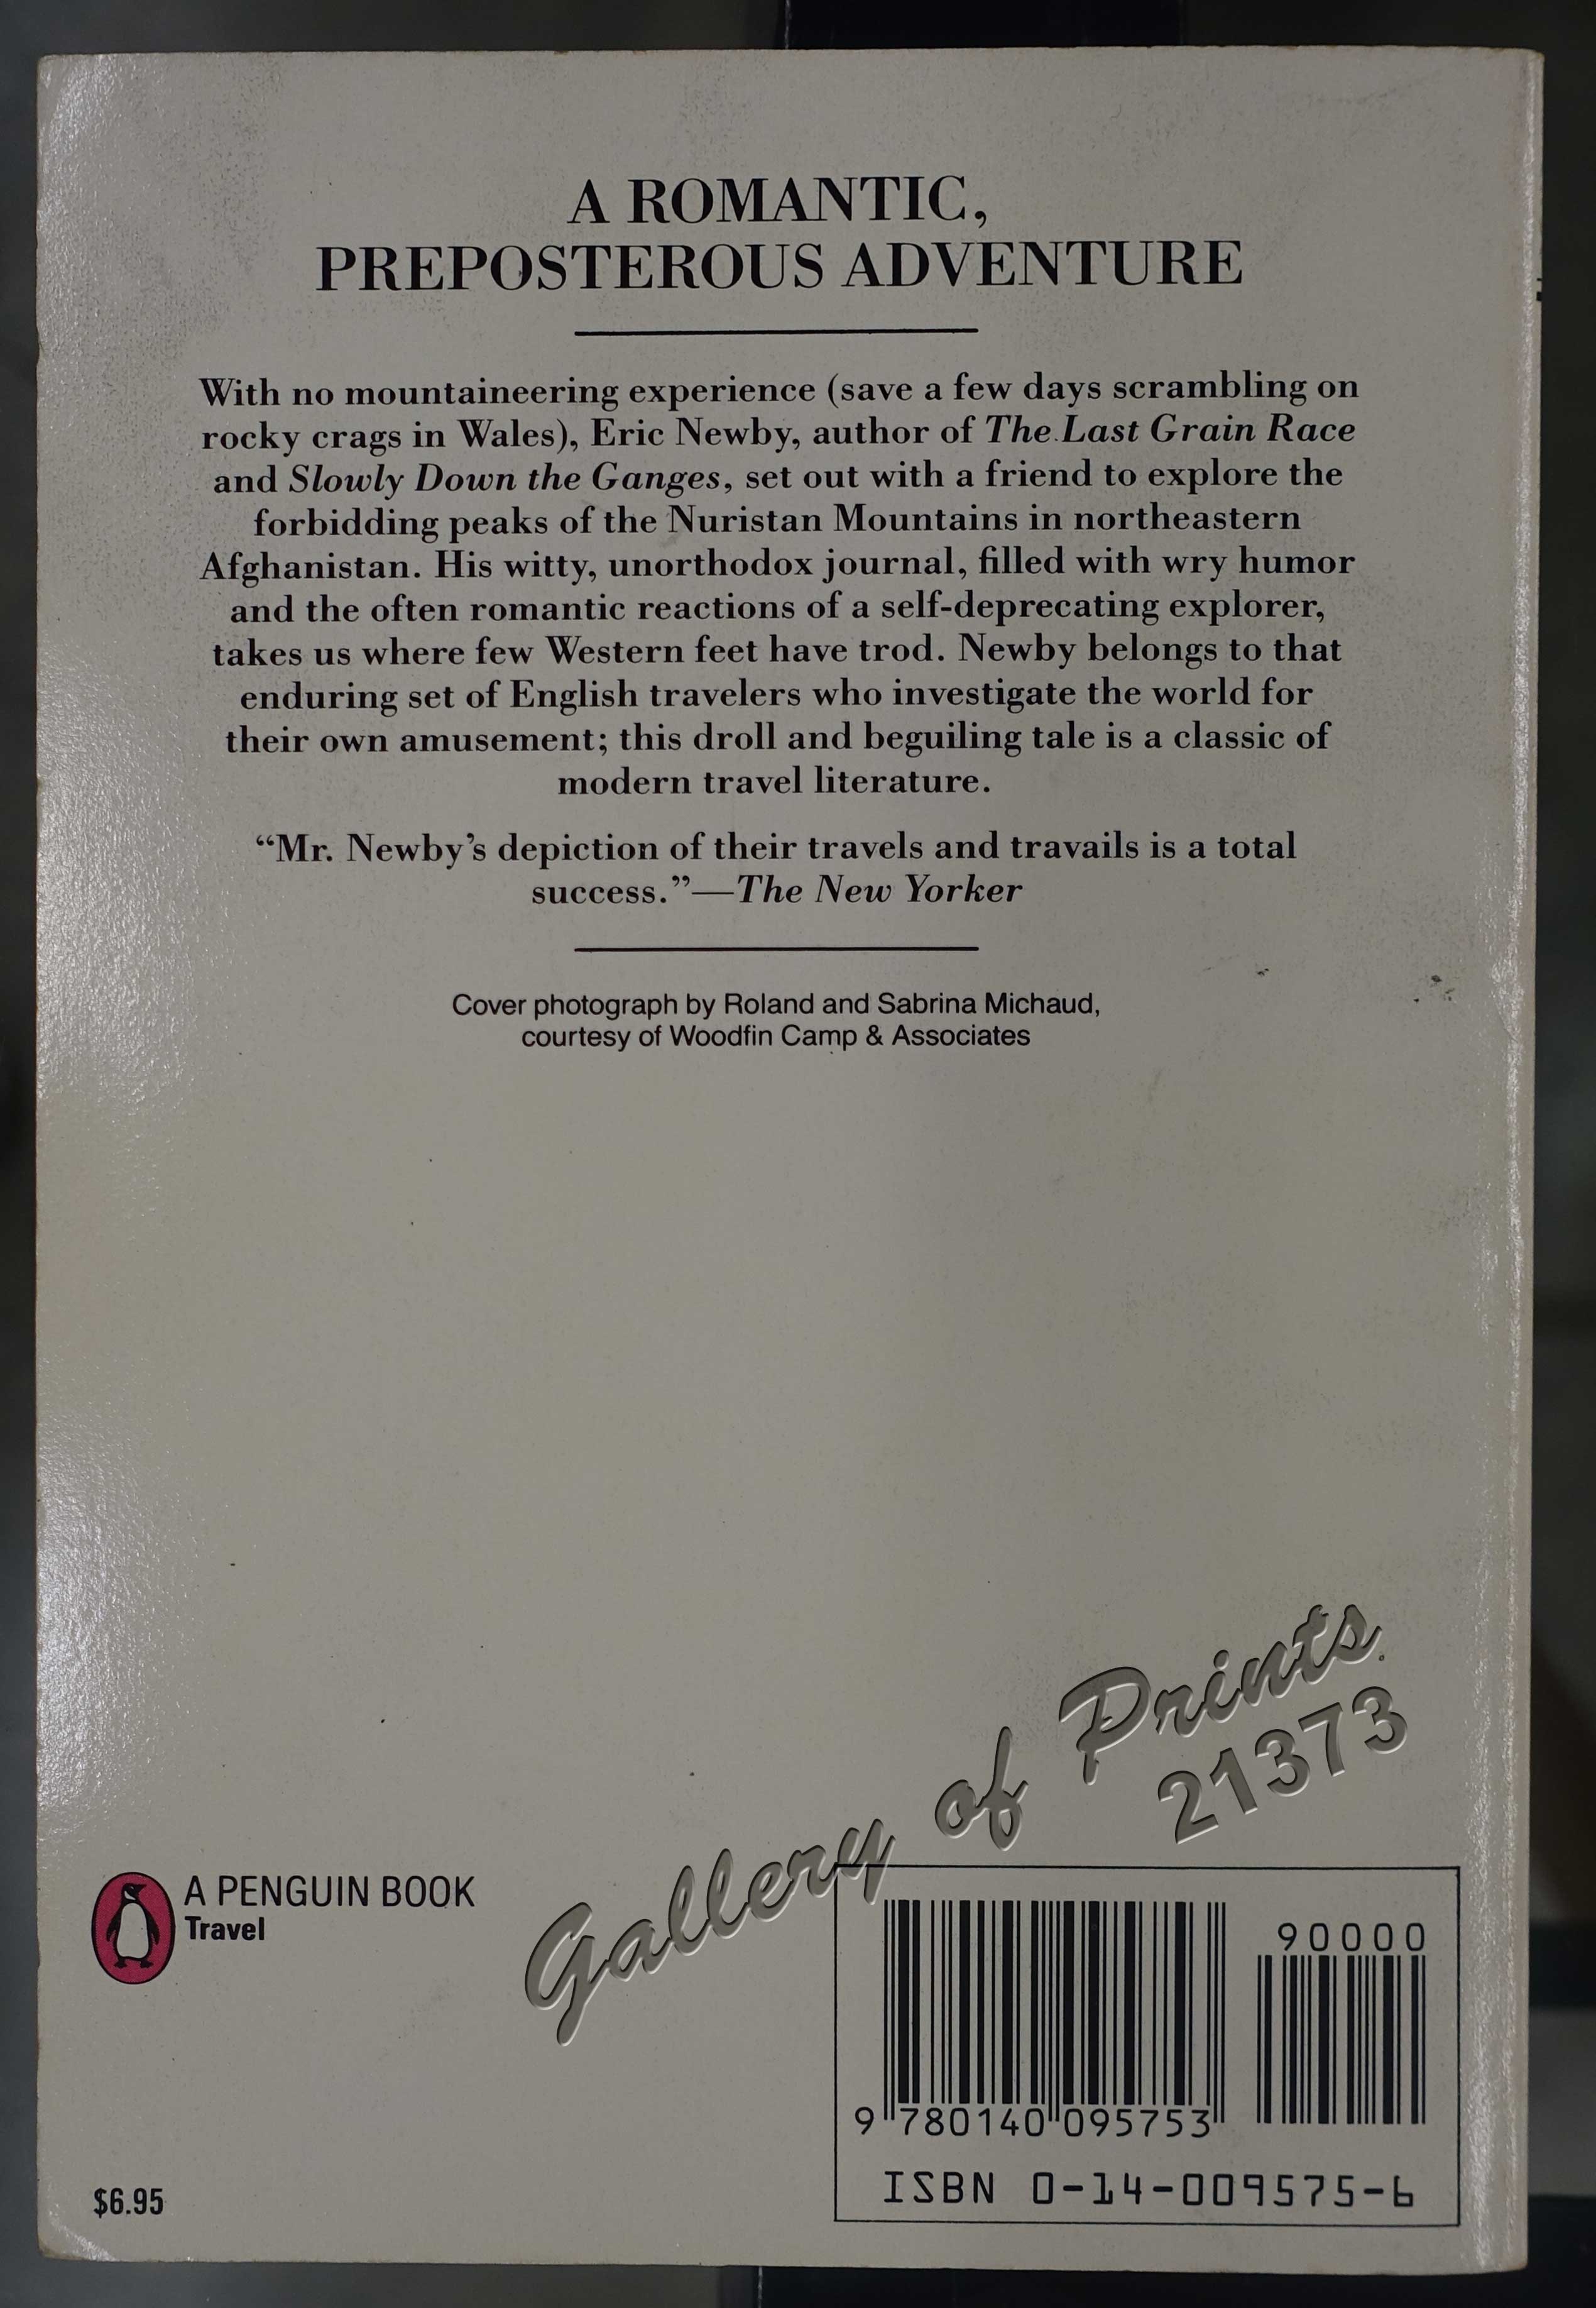 A ROMANTIC,
PREPOSTEROUS ADVENTURE
With no mountaineering experience (save a few days scrambling on
rocky crags in Wales), Eric Newby, author of The Last Grain Race
and Slowly Down the Ganges, set out with a friend to explore the
forbidding peaks of the Nuristan Mountains in northeastern
Afghanistan. His witty, unorthodox journal, filled with wry humor
and the often romantic reactions of a self-deprecating explorer,
takes us where few Western feet have trod. Newby belongs to that
enduring set of English travelers who investigate the world for
their own amusement; this droll and beguiling tale is a classic of
modern travel literature.
“Mr. Newby’s depiction of their travels and travails is a total
success.”—The New Yorker
Cover photograph by Roland and Sabrina Michaud,
courtesy of Woodfin Camp & Associates
Gallery of Prints
21373
A PENGUIN BOOK
Travel
$6.95
90000
9 780140 095753
ISBN 0-14-009575-6